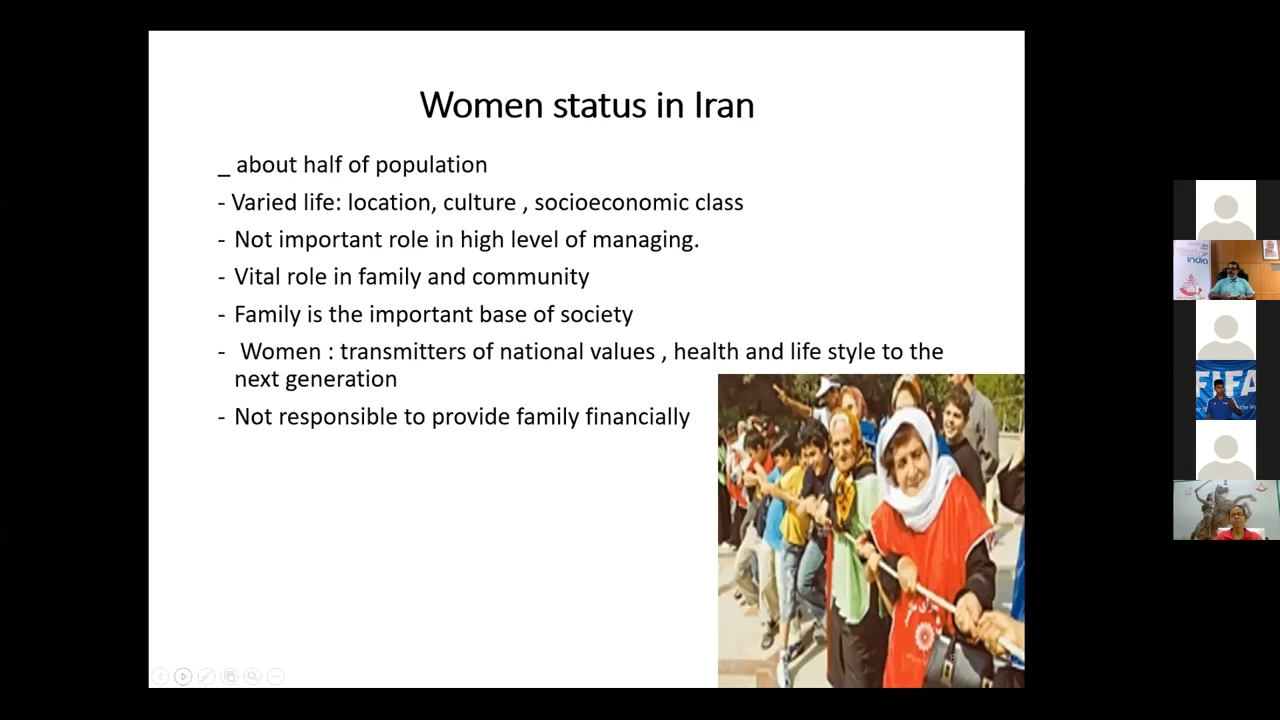 Women status in Iran
_ about half of population
- Varied life: location, culture , socioeconomic class
- Not important role in high level of managing.
- Vital role in family and community
- Family is the important base of society
- Women : transmitters of national values , health and life style to the
next generation
- Not responsible to provide family financially
india
FIFA